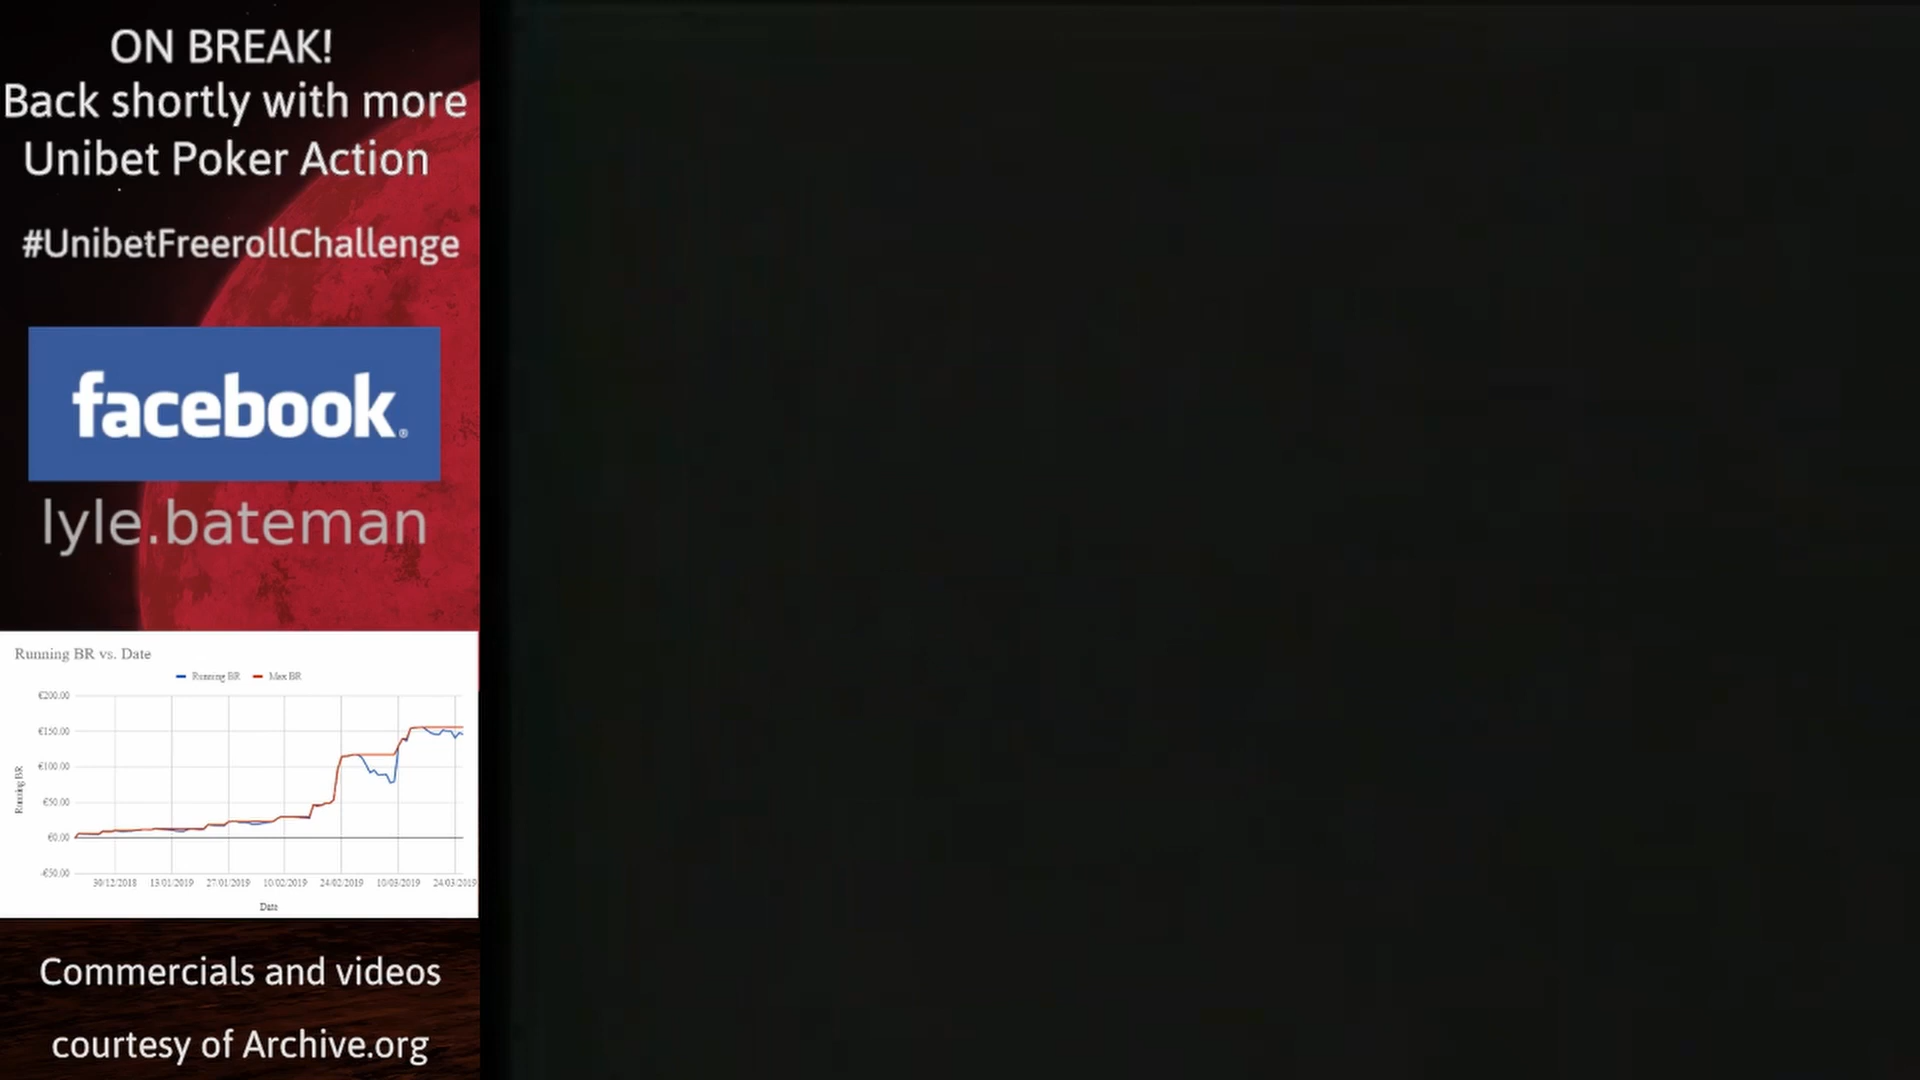 ON BREAK!
Back shortly with more
Unibet Poker Action
#UnibetFreerollChallenge
facebook®
lyle.bateman
Running BR vs. Date
Running BR
Max BR
€200.00
€150.00
€100.00
€50.00
€0.00
-€50.00
Running BR
30/12/2018
13/01/2019
27/01/2019
10/02/2019
24/02/2019
10/03/2019
24/03/2019
Date
Commercials and videos
courtesy of Archive.org